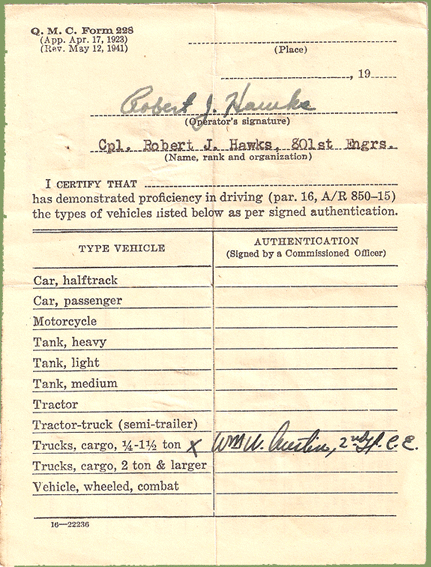 Q. M. C. Form 228
(App. Apr. 17, 1923)
(Rev. May 12, 1941)
(Place)
, 19
Robert J. Hawks
(Operator's signature)
Cpl. Robert J. Hawks, 801st Engrs.
(Name, rank and organization)
I CERTIFY THAT
has demonstrated proficiency in driving (par. 16, A/R 850–15)
the types of vehicles listed below as per signed authentication.
TYPE VEHICLE
AUTHENTICATION
(Signed by a Commissioned Officer)
Car, halftrack
Car, passenger
Motorcycle
Tank, heavy
Tank, light
Tank, medium
Tractor
Tractor-truck (semi-trailer)
Trucks, cargo, ¼-1½ ton X Wm Austin, 2nd Lt. C.E.
Trucks, cargo, 2 ton & larger
Vehicle, wheeled, combat
16—22236